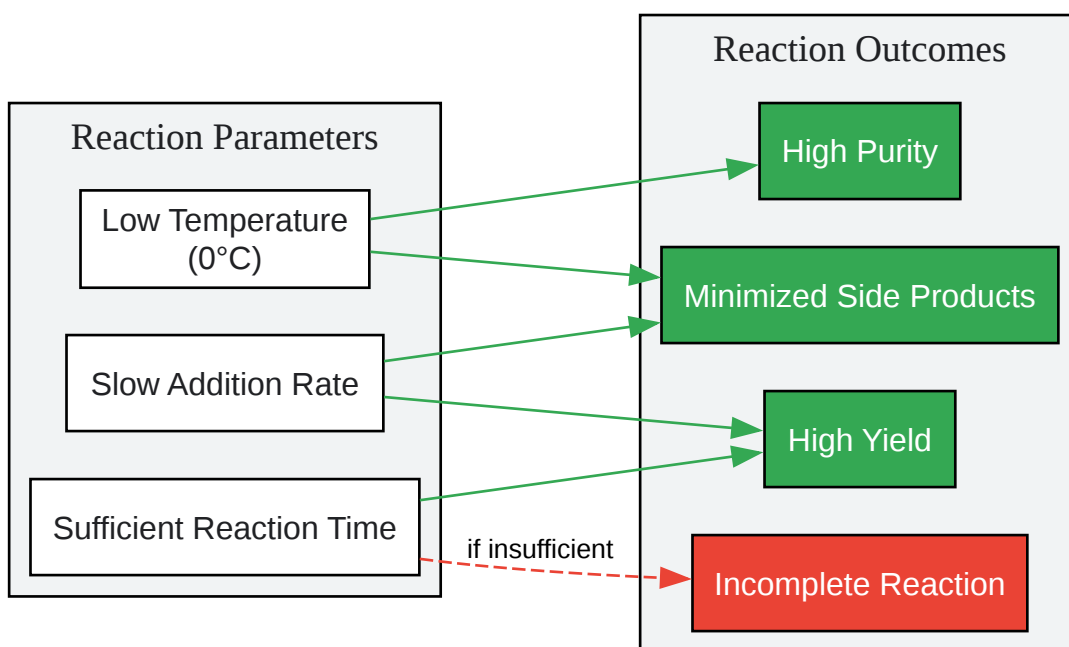 Reaction Parameters
Low Temperature
(0°C)
Slow Addition Rate
Sufficient Reaction Time
if insufficient
Reaction Outcomes
High Purity
Minimized Side Products
High Yield
Incomplete Reaction